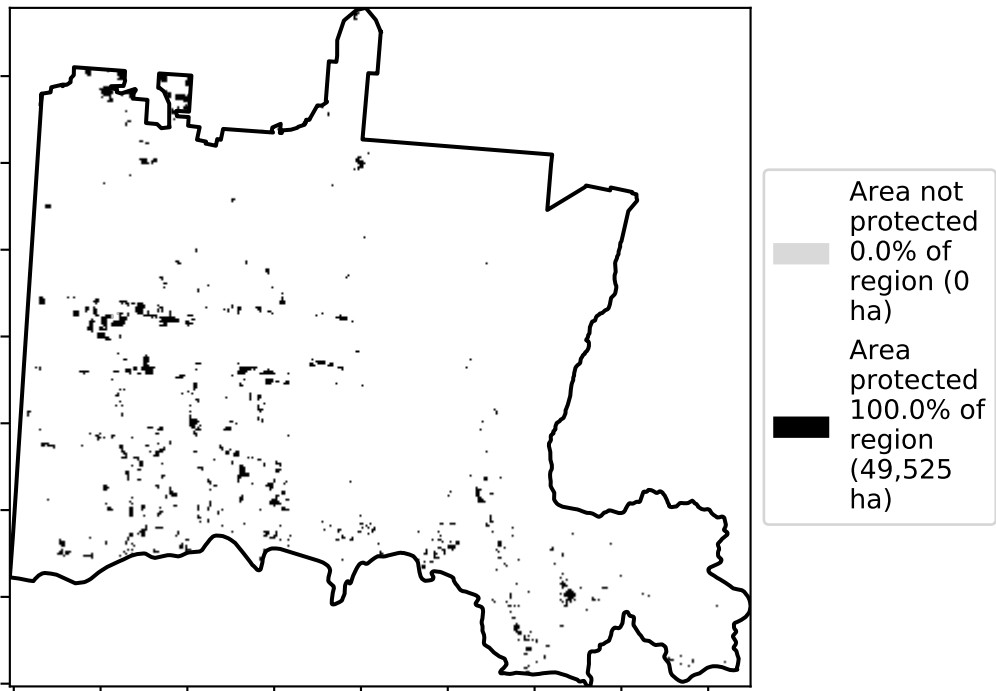 Area not
protected
0.0% of
region (0
ha)
Area
protected
100.0% of
region
(49,525
ha)